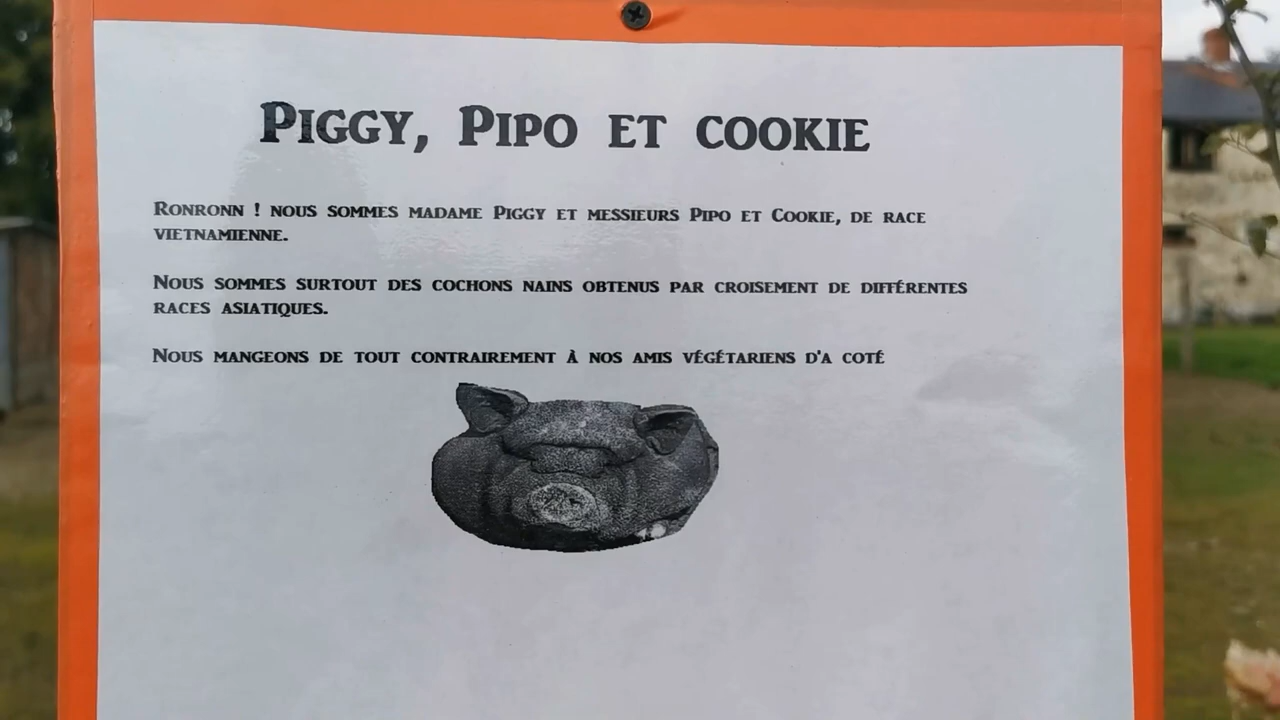 Piggy, Pipo et cookie
Ronronn ! nous sommes madame Piggy et messieurs Pipo et Cookie, de race
vietnamienne.
Nous sommes surtout des cochons nains obtenus par croisement de différentes
races asiatiques.
Nous mangeons de tout contrairement à nos amis végétariens d'a coté